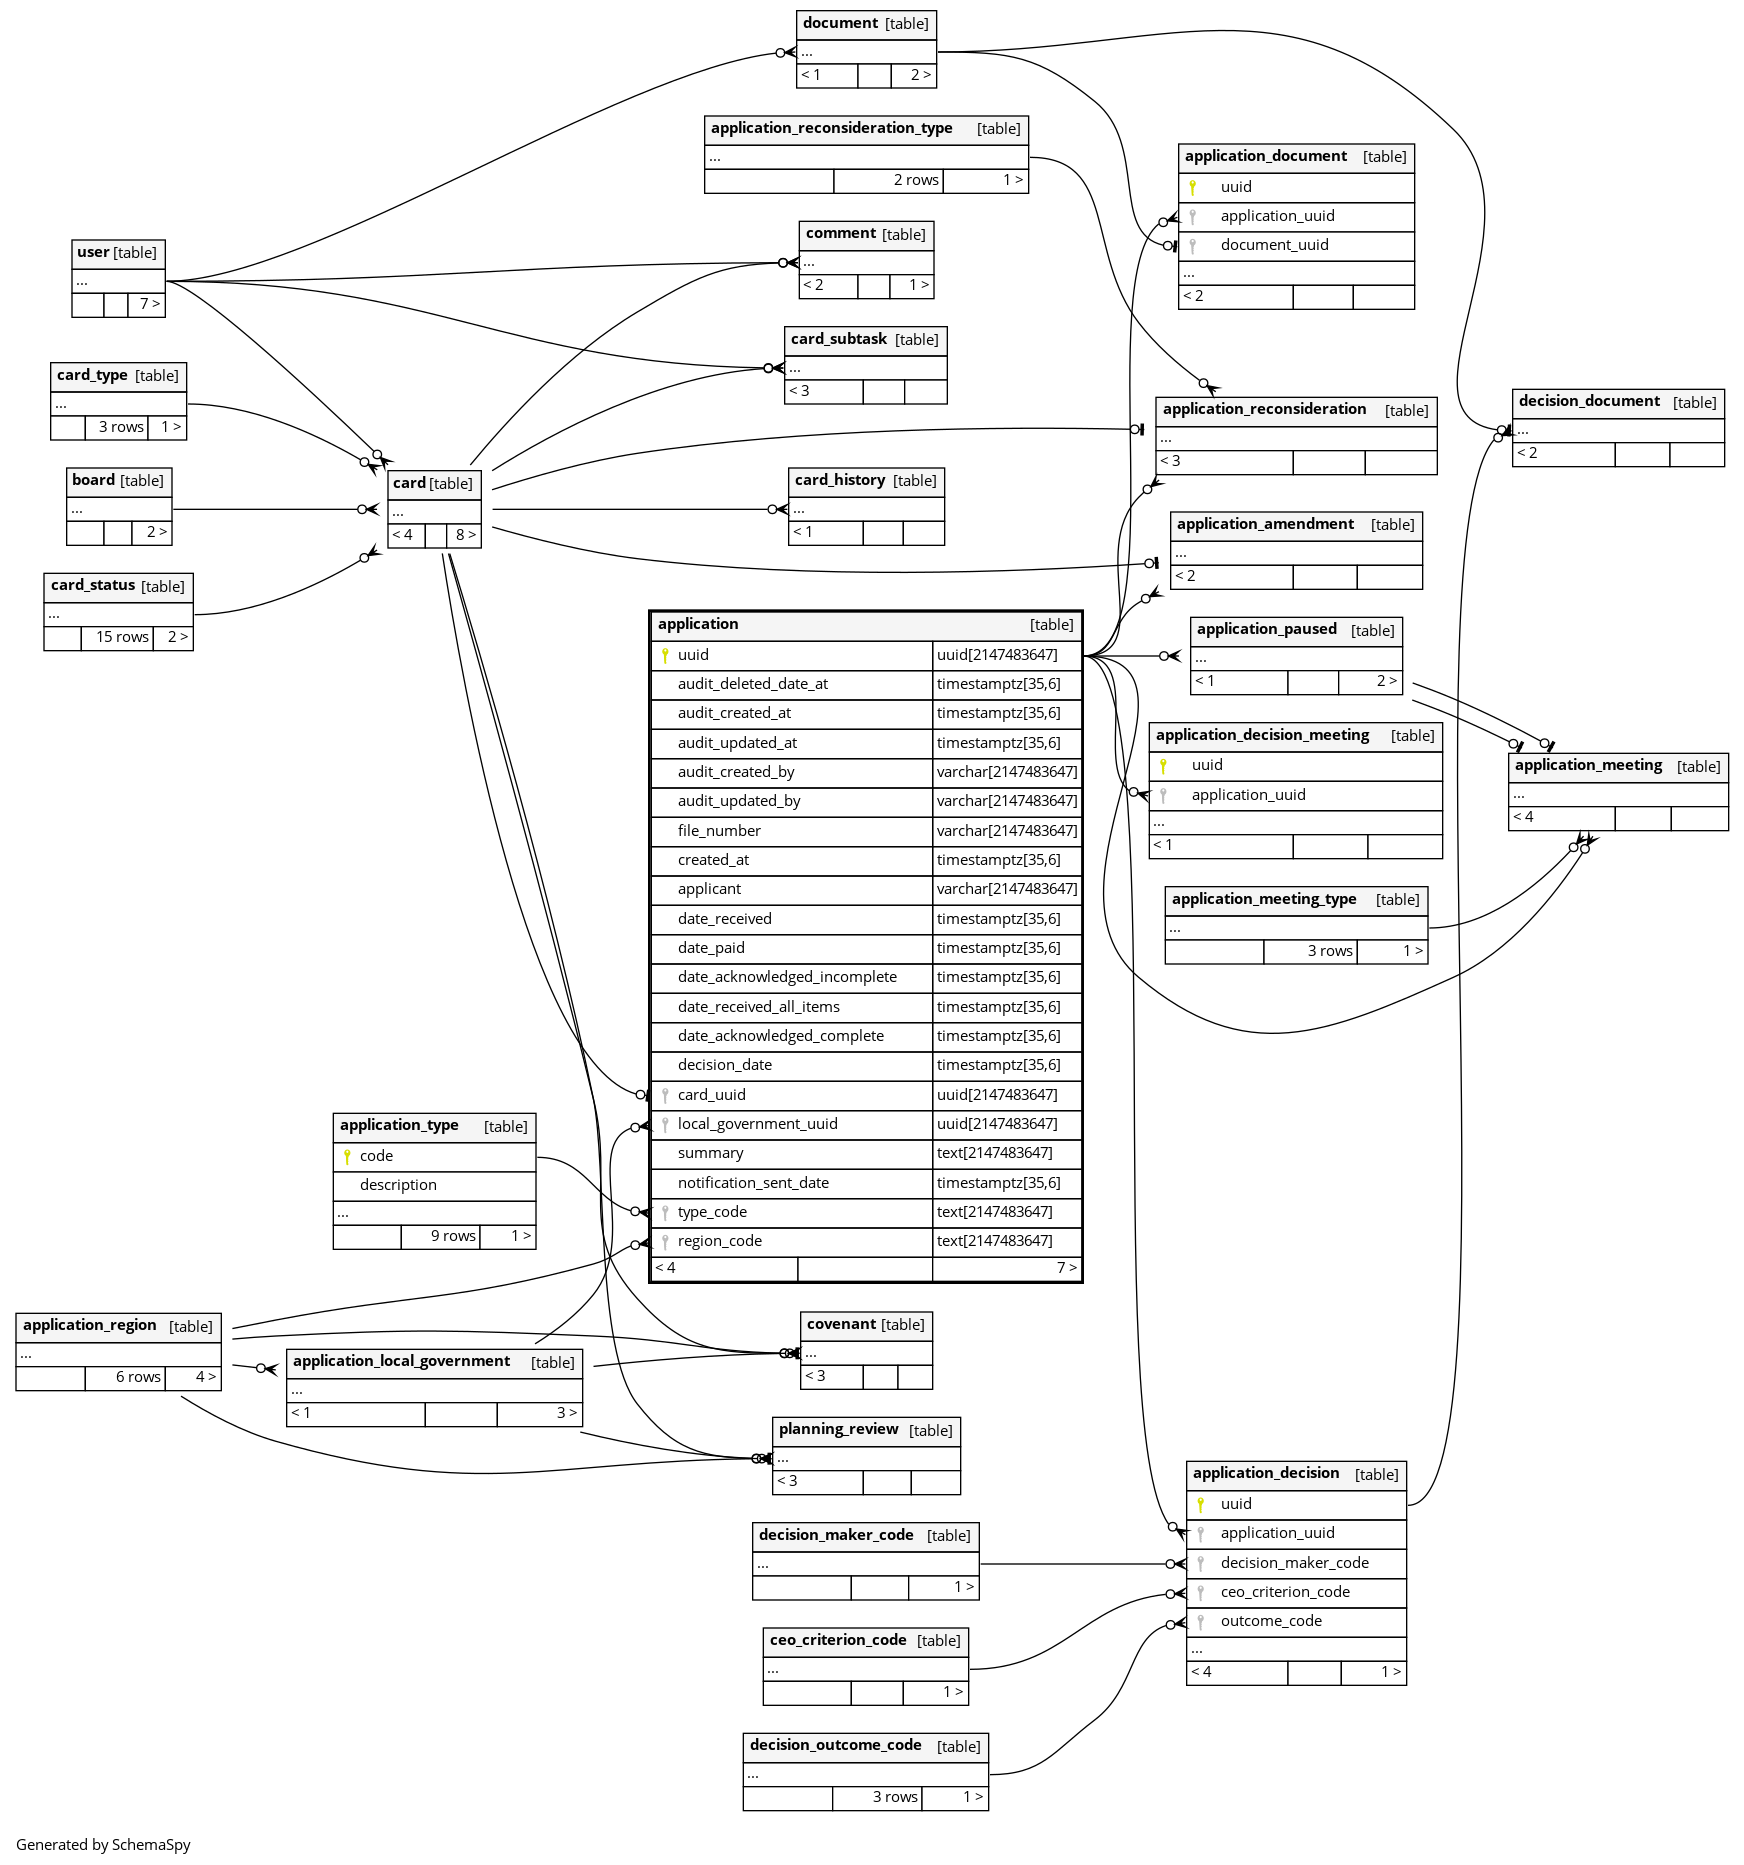 document [table]
...
< 1 2 >
application_reconsideration_type [table]
...
2 rows 1 >
application_document [table]
uuid
application_uuid
document_uuid
...
< 2
user [table]
...
7 >
comment [table]
...
< 2 1 >
card_subtask [table]
...
< 3
card_type [table]
...
3 rows 1 >
application_reconsideration [table]
...
< 3
decision_document [table]
...
< 2
board [table]
...
2 >
card [table]
...
< 4 8 >
card_history [table]
...
< 1
application_amendment [table]
...
< 2
card_status [table]
...
15 rows 2 >
application [table]
uuid uuid[2147483647]
audit_deleted_date_at timestamptz[35,6]
audit_created_at timestamptz[35,6]
audit_updated_at timestamptz[35,6]
audit_created_by varchar[2147483647]
audit_updated_by varchar[2147483647]
file_number varchar[2147483647]
created_at timestamptz[35,6]
applicant varchar[2147483647]
date_received timestamptz[35,6]
date_paid timestamptz[35,6]
date_acknowledged_incomplete timestamptz[35,6]
date_received_all_items timestamptz[35,6]
date_acknowledged_complete timestamptz[35,6]
decision_date timestamptz[35,6]
card_uuid uuid[2147483647]
local_government_uuid uuid[2147483647]
summary text[2147483647]
notification_sent_date timestamptz[35,6]
type_code text[2147483647]
region_code text[2147483647]
< 4 7 >
application_paused [table]
...
< 1 2 >
application_decision_meeting [table]
uuid
application_uuid
...
< 1
application_meeting [table]
...
< 4
application_meeting_type [table]
...
3 rows 1 >
application_type [table]
code
description
...
9 rows 1 >
application_region [table]
...
6 rows 4 >
application_local_government [table]
...
< 1 3 >
covenant [table]
...
< 3
planning_review [table]
...
< 3
application_decision [table]
uuid
application_uuid
decision_maker_code
ceo_criterion_code
outcome_code
...
< 4 1 >
decision_maker_code [table]
...
1 >
ceo_criterion_code [table]
...
1 >
decision_outcome_code [table]
...
3 rows 1 >
Generated by SchemaSpy